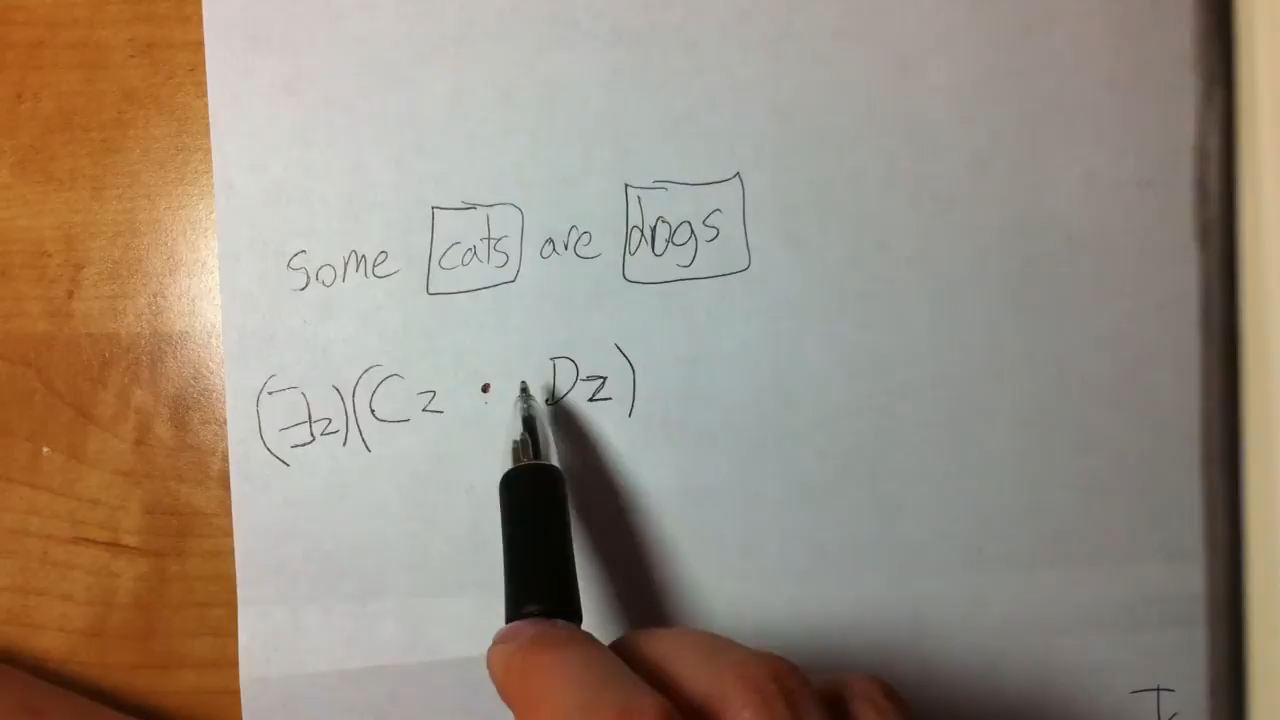 some cats are dogs
(∃z)(Cz · Dz)